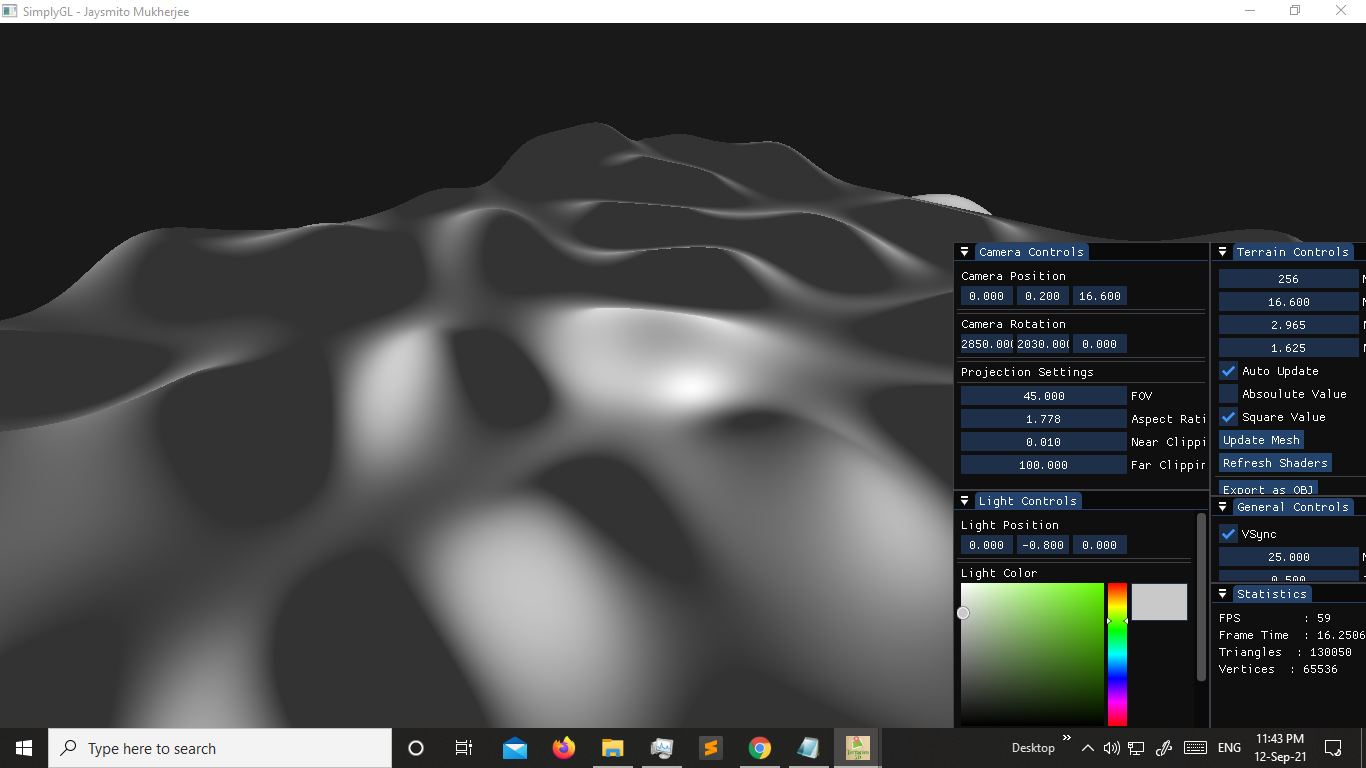 SimplyGL - Jaysmito Mukherjee
Camera Controls
Camera Position
0.000 0.200 16.600
Camera Rotation
2850.00 2030.00 0.000
Projection Settings
45.000 FOV
1.778 Aspect Rati
0.010 Near Clippi
100.000 Far Clippin
Light Controls
Light Position
0.000 -0.800 0.000
Light Color
Terrain Controls
256
16.600
2.965
1.625
Auto Update
Absoulute Value
Square Value
Update Mesh
Refresh Shaders
Export as OBJ
General Controls
VSync
25.000
0.500
Statistics
FPS : 59
Frame Time : 16.2506
Triangles : 130050
Vertices : 65536
Type here to search
Desktop
ENG
11:43 PM
12-Sep-21